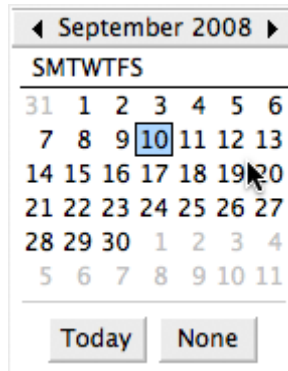 ◀ September 2008 ▶
SMTWTFS
31 1 2 3 4 5 6
7 8 9 10 11 12 13
14 15 16 17 18 19 20
21 22 23 24 25 26 27
28 29 30 1 2 3 4
5 6 7 8 9 10 11
Today None